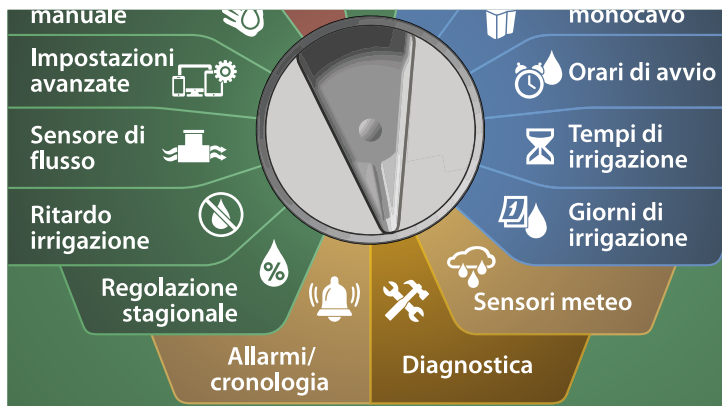 manuale
monocavo
Impostazioni
avanzate
Orari di avvio
Sensore di
flusso
Tempi di
irrigazione
Ritardo
irrigazione
1
Giorni di
irrigazione
%
Regolazione
stagionale
Sensori meteo
Allarmi/
cronologia
Diagnostica